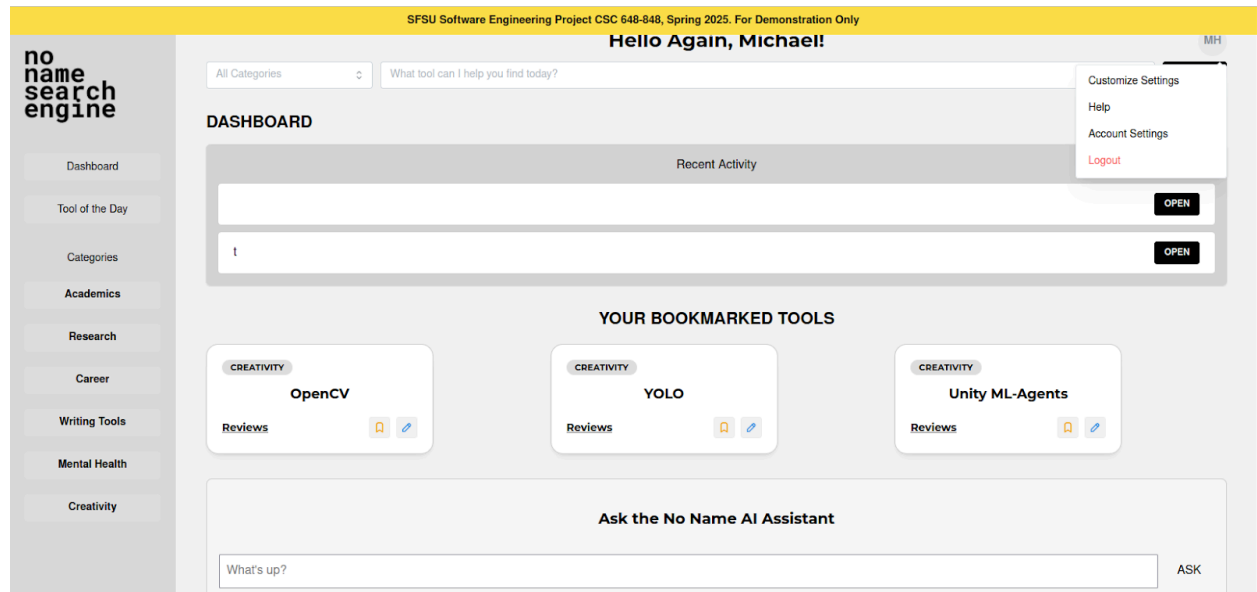 SFSU Software Engineering Project CSC 648-848, Spring 2025. For Demonstration Only
no
name
search
engine
Dashboard
Tool of the Day
Categories
Academics
Research
Career
Writing Tools
Mental Health
Creativity
Hello Again, Michael!
MH
All Categories
What tool can I help you find today?
Customize Settings
Help
Account Settings
Logout
DASHBOARD
Recent Activity
OPEN
t
OPEN
YOUR BOOKMARKED TOOLS
CREATIVITY
OpenCV
Reviews
CREATIVITY
YOLO
Reviews
CREATIVITY
Unity ML-Agents
Reviews
Ask the No Name AI Assistant
What's up?
ASK